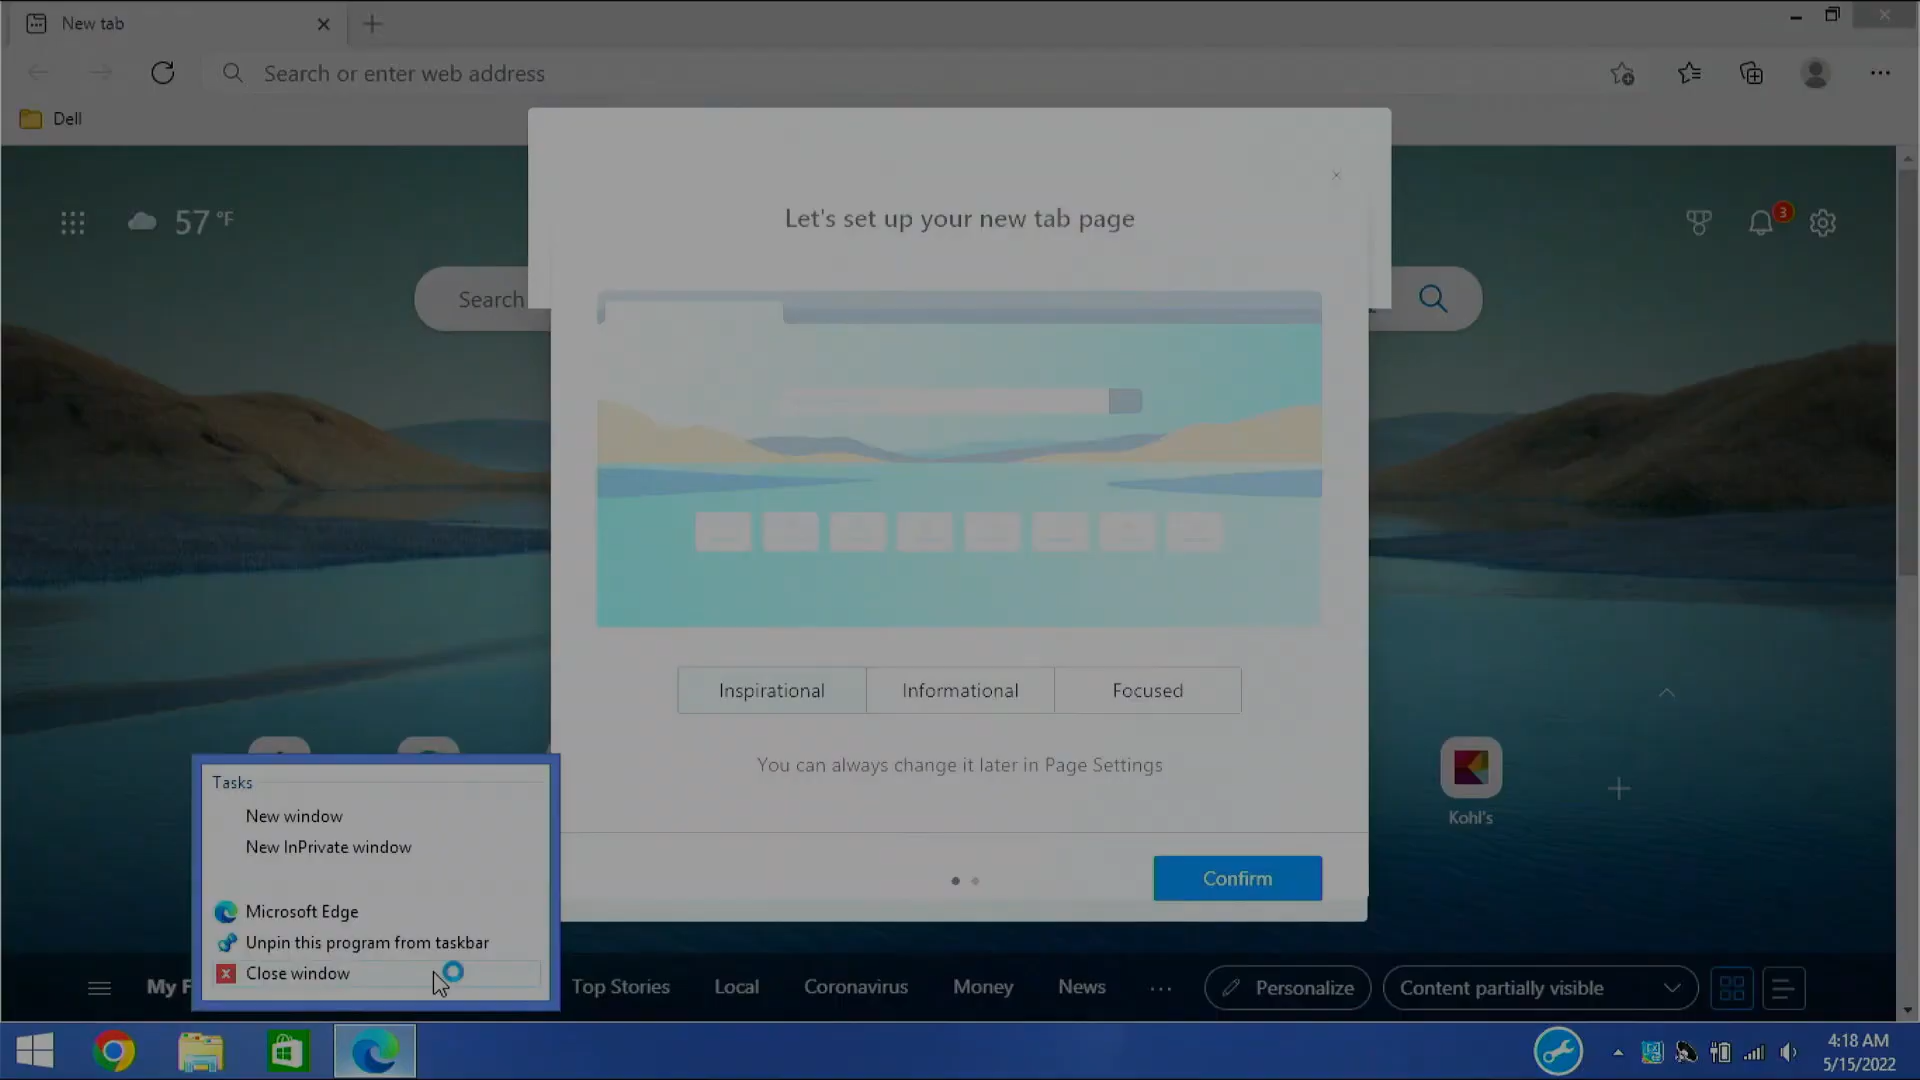 New tab
Search or enter web address
Dell
Let's set up your new tab page
57 °F
3
Search
Inspirational
Informational
Focused
You can always change it later in Page Settings
Kohl's
Confirm
Tasks
New window
New InPrivate window
Microsoft Edge
Unpin this program from taskbar
Close window
My F
Top Stories
Local
Coronavirus
Money
News
...
Personalize
Content partially visible
4:18 AM
5/15/2022